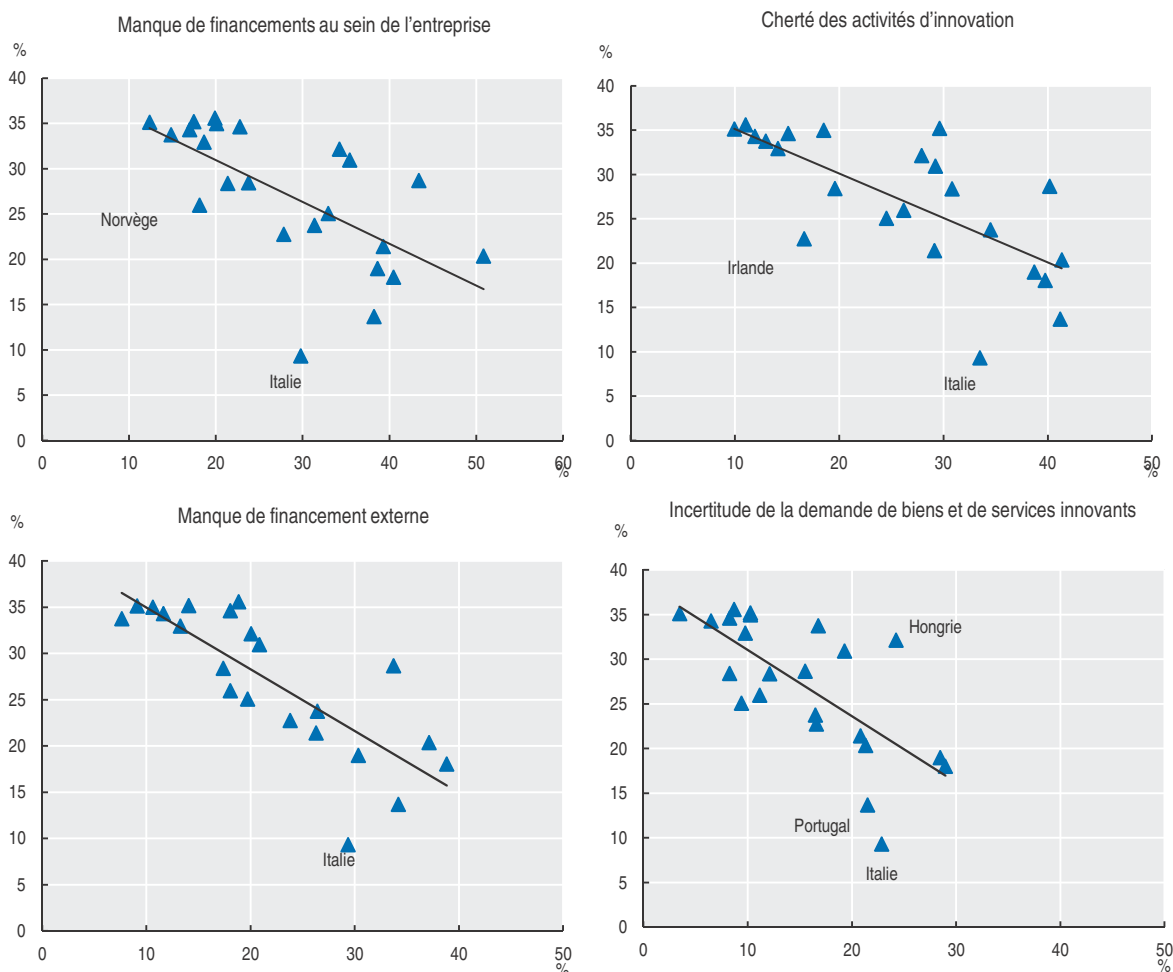 Manque de financements au sein de l'entreprise
%
40
35
30
25
20
15
10
5
0
Norvège
Italie
0 10 20 30 40 50 60
%
Cherté des activités d'innovation
%
40
35
30
25
20
15
10
5
0
Irlande
Italie
0 10 20 30 40 50
%
Manque de financement externe
%
40
35
30
25
20
15
10
5
0
Italie
0 10 20 30 40 50
%
Incertitude de la demande de biens et de services innovants
%
40
35
30
25
20
15
10
5
0
Hongrie
Portugal
Italie
0 10 20 30 40 50
%